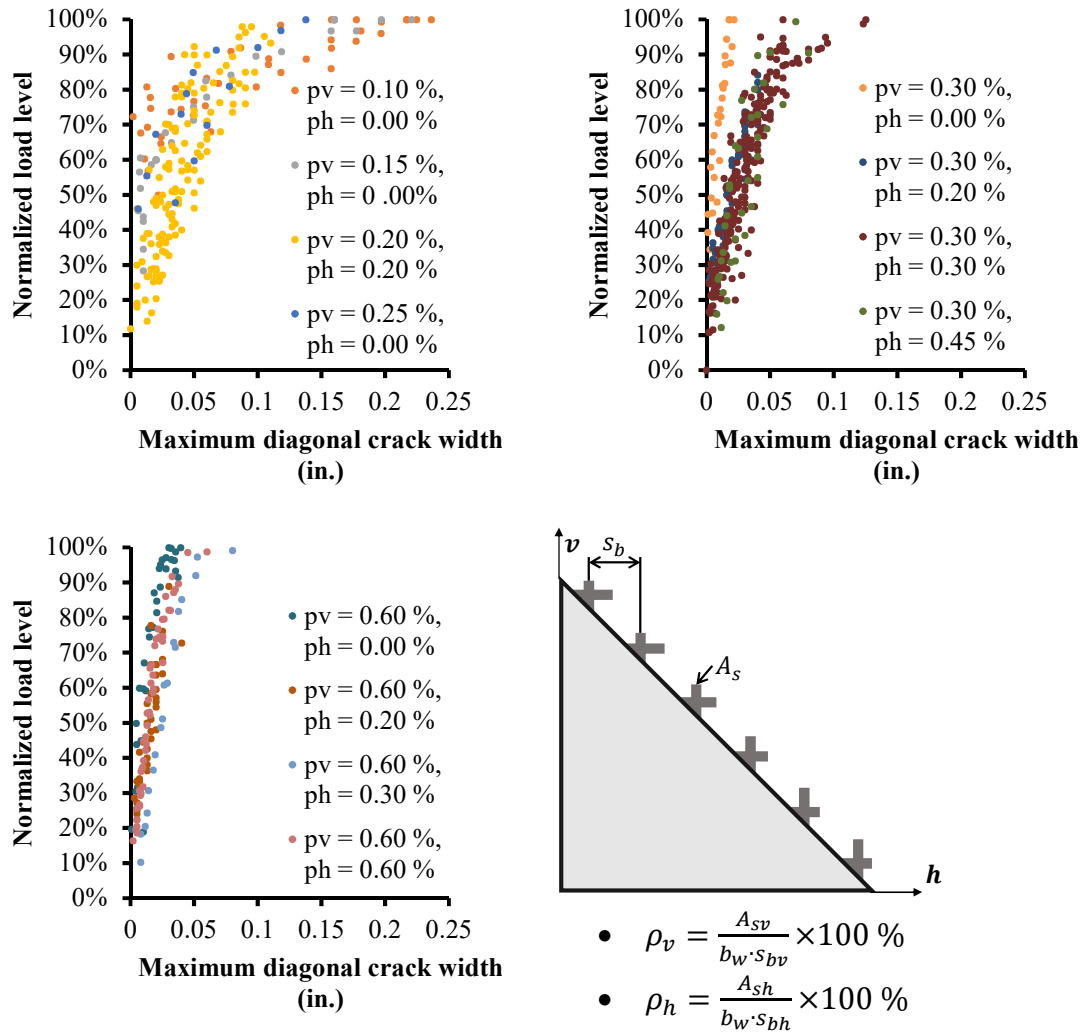 Normalized load level
100%
90%
80%
70%
60%
50%
40%
30%
20%
10%
0%
0 0.05 0.1 0.15 0.2 0.25
Maximum diagonal crack width
(in.)
pv = 0.10 %,
ph = 0.00 %
pv = 0.15 %,
ph = 0 .00%
pv = 0.20 %,
ph = 0.20 %
pv = 0.25 %,
ph = 0.00 %
Normalized load level
100%
90%
80%
70%
60%
50%
40%
30%
20%
10%
0%
0 0.05 0.1 0.15 0.2 0.25
Maximum diagonal crack width
(in.)
pv = 0.30 %,
ph = 0.00 %
pv = 0.30 %,
ph = 0.20 %
pv = 0.30 %,
ph = 0.30 %
pv = 0.30 %,
ph = 0.45 %
Normalized load level
100%
90%
80%
70%
60%
50%
40%
30%
20%
10%
0%
0 0.05 0.1 0.15 0.2 0.25
Maximum diagonal crack width
(in.)
pv = 0.60 %,
ph = 0.00 %
pv = 0.60 %,
ph = 0.20 %
pv = 0.60 %,
ph = 0.30 %
pv = 0.60 %,
ph = 0.60 %
v
s_b
A_s
h
• ρ_v = A_sv / b_w·s_bv ×100 %
• ρ_h = A_sh / b_w·s_bh ×100 %